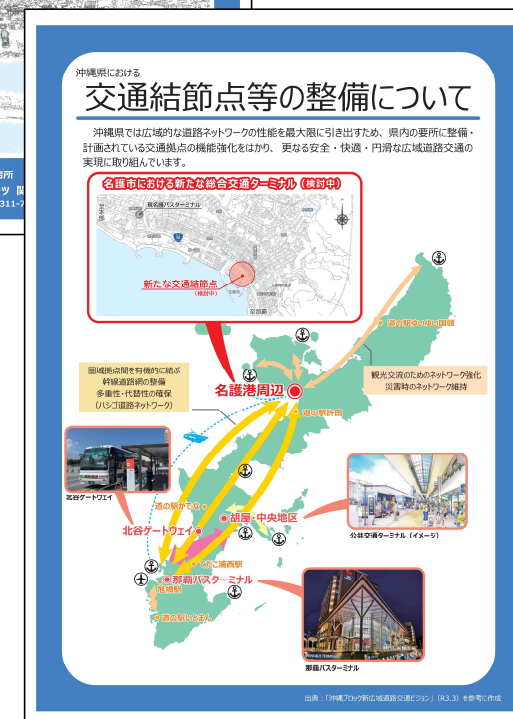 沖縄県における
交通結節点等の整備について
沖縄県では広域的な道路ネットワークの性能を最大限に引き出すため、県内の要所に整備・
計画されている交通拠点の機能強化をはかり、更なる安全・快適・円滑な広域道路交通の
実現に取り組んでいます。
名護市における新たな総合交通ターミナル（検討中）
至本部
現名護バスターミナル
58
新たな交通結節点
（検討中）
至那覇
道の駅ゆいゆい国頭
圏域拠点間を有機的に結ぶ
幹線道路網の整備
多重性・代替性の確保
（ハシゴ道路ネットワーク）
観光交流のためのネットワーク強化
災害時のネットワーク維持
名護港周辺
道の駅許田
北谷ゲートウェイ
道の駅かでな
胡屋・中央地区
北谷ゲートウェイ
公共交通ターミナル（イメージ）
てだこ浦西駅
那覇バスターミナル
旭橋駅
道の駅いとまん
那覇バスターミナル
出典：「沖縄ブロック新広域道路交通ビジョン」（R3.3）を参考に作成
務所
311-7